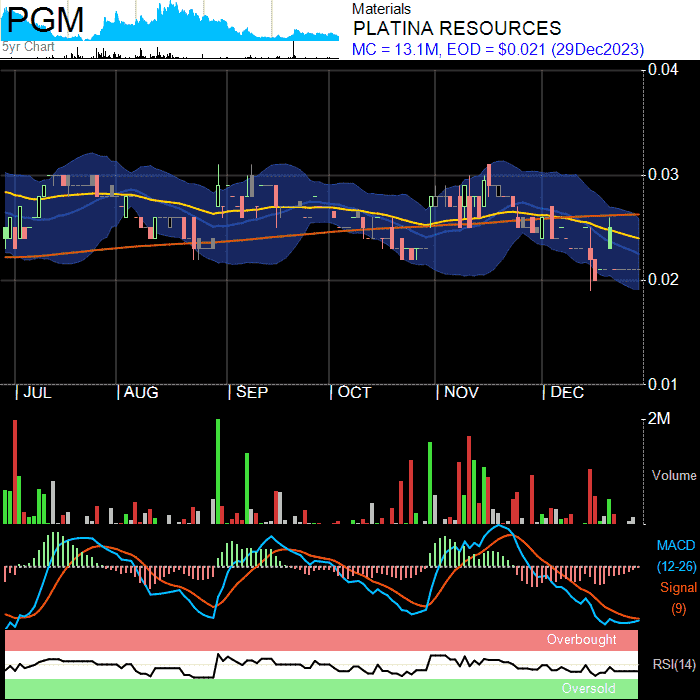 PGM
5yr Chart
Materials
PLATINA RESOURCES
MC = 13.1M, EOD = $0.021 (29Dec2023)
0.04
0.03
0.02
0.01
JUL
AUG
SEP
OCT
NOV
DEC
2M
Volume
MACD
(12-26)
Signal
(9)
Overbought
RSI(14)
Oversold